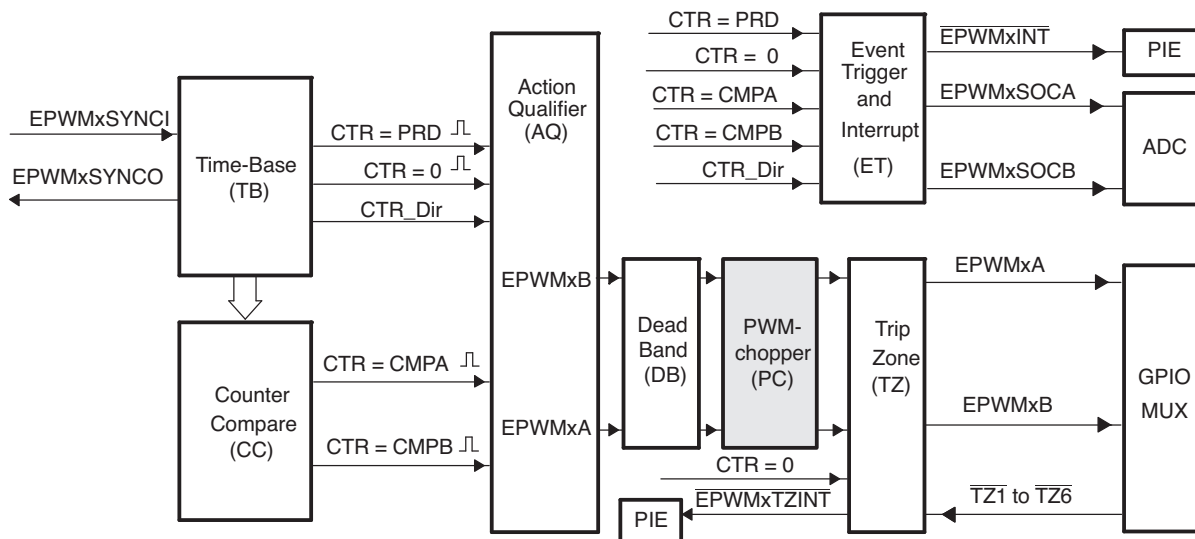 EPWMxSYNCI
EPWMxSYNCO
Time-Base
(TB)
CTR = PRD
CTR = 0
CTR_Dir
Counter
Compare
(CC)
CTR = CMPA
CTR = CMPB
Action
Qualifier
(AQ)
EPWMxB
EPWMxA
CTR = PRD
CTR = 0
CTR = CMPA
CTR = CMPB
CTR_Dir
Event
Trigger
and
Interrupt
(ET)
EPWMxINT
EPWMxSOCA
EPWMxSOCB
PIE
ADC
Dead
Band
(DB)
PWM-
chopper
(PC)
CTR = 0
EPWMxTZINT
PIE
Trip
Zone
(TZ)
EPWMxA
EPWMxB
TZ1 to TZ6
GPIO
MUX